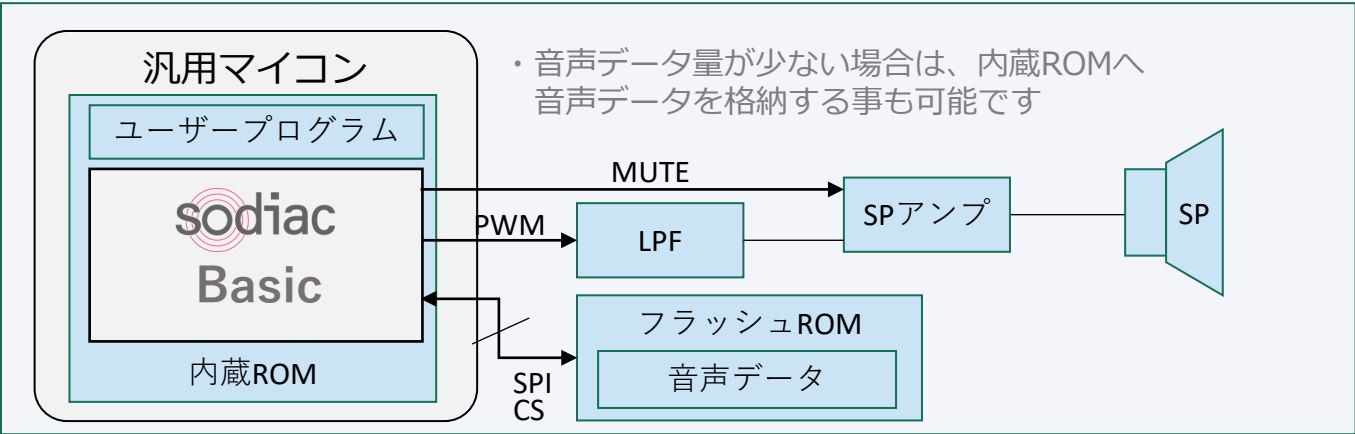 汎用マイコン
・音声データ量が少ない場合は、内蔵ROMへ
音声データを格納する事も可能です
ユーザープログラム
sodiac
Basic
内蔵ROM
MUTE
PWM
LPF
SPアンプ
SP
フラッシュROM
音声データ
SPI
CS